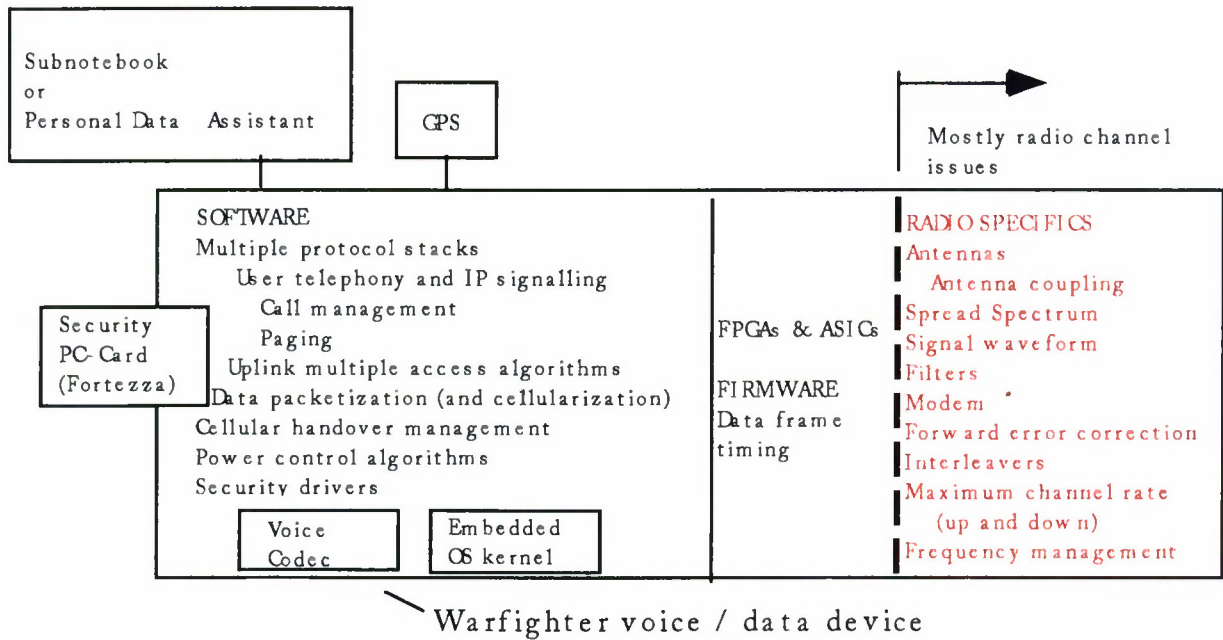 Subnotebook
or
Personal Data Assistant
GPS
Mostly radio channel
issues
SOFTWARE
Multiple protocol stacks
User telephony and IP signalling
Call management
Paging
Uplink multiple access algorithms
Data packetization (and cellularization)
Cellular handover management
Power control algorithms
Security drivers
Security
PC-Card
(Fortezza)
Voice
Codec
Embedded
OS kernel
FPGAs & ASICs
FIRMWARE
Data frame
timing
RADIO SPECIFICS
Antennas
Antenna coupling
Spread Spectrum
Signal waveform
Filters
Modem
Forward error correction
Interleavers
Maximum channel rate
(up and down)
Frequency management
Warfighter voice / data device